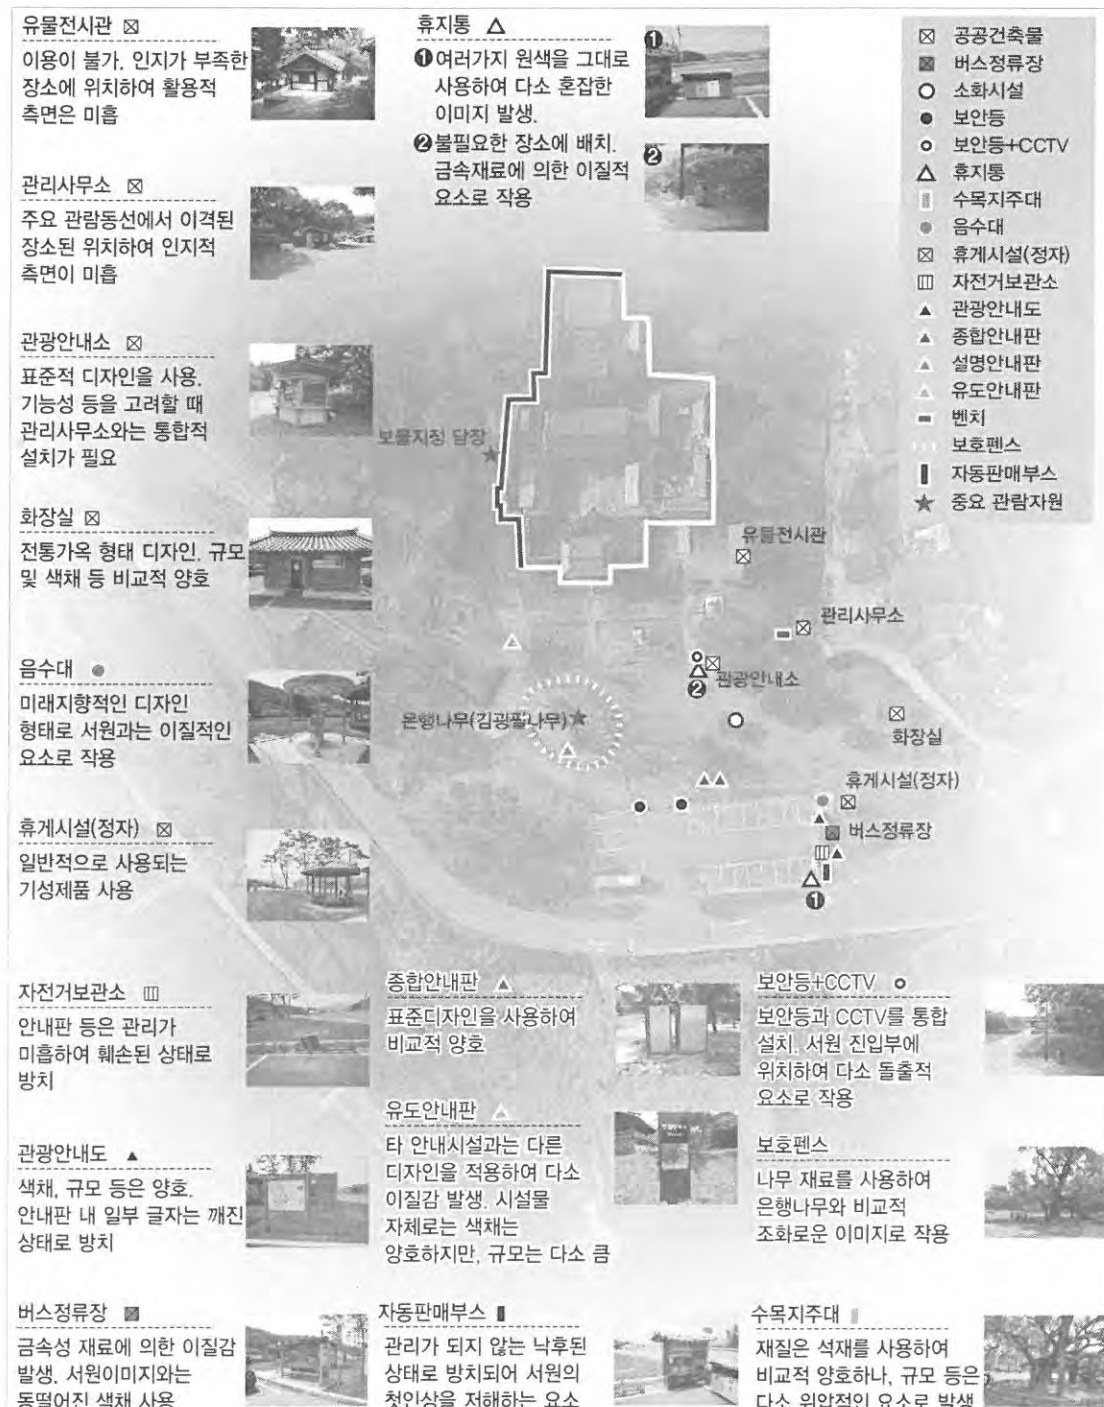 유물전시관 ⊠
이용이 불가, 인지가 부족한
장소에 위치하여 활용적
측면은 미흡
관리사무소 ⊠
주요 관람동선에서 이격된
장소된 위치하여 인지적
측면이 미흡
관광안내소 ⊠
표준적 디자인을 사용,
기능성 등을 고려할 때
관리사무소와는 통합적
설치가 필요
화장실 ⊠
전통가옥 형태 디자인, 규모
및 색채 등 비교적 양호
음수대 ●
미래지향적인 디자인
형태로 서원과는 이질적인
요소로 작용
휴게시설(정자) ⊠
일반적으로 사용되는
기성제품 사용
휴지통 △
❶여러가지 원색을 그대로
사용하여 다소 혼잡한
이미지 발생.
❷불필요한 장소에 배치.
금속재료에 의한 이질적
요소로 작용
❶
❷
공공건축물
버스정류장
소화시설
보안등
보안등+CCTV
휴지통
수목지주대
음수대
휴게시설(정자)
자전거보관소
관광안내도
종합안내판
설명안내판
유도안내판
벤치
보호펜스
자동판매부스
중요 관람자원
보물지정 담장
유물전시관
관리사무소
관광안내소
❷
은행나무(김굉필나무)
화장실
휴게시설(정자)
버스정류장
❶
자전거보관소
안내판 등은 관리가
미흡하여 훼손된 상태로
방치
관광안내도 ▲
색채, 규모 등은 양호.
안내판 내 일부 글자는 깨진
상태로 방치
버스정류장
금속성 재료에 의한 이질감
발생. 서원이미지와는
동떨어진 색채 사용
종합안내판 ▲
표준디자인을 사용하여
비교적 양호
유도안내판 △
타 안내시설과는 다른
디자인을 적용하여 다소
이질감 발생. 시설물
자체로는 색채는
양호하지만, 규모는 다소 큼
자동판매부스
관리가 되지 않는 낙후된
상태로 방치되어 서원의
첫인상을 저해하는 요소
보안등+CCTV
보안등과 CCTV를 통합
설치. 서원 진입부에
위치하여 다소 돌출적
요소로 작용
보호펜스
나무 재료를 사용하여
은행나무와 비교적
조화로운 이미지로 작용
수목지주대
재질은 석재를 사용하여
비교적 양호하나, 규모 등은
다소 위압적인 요소로 발생